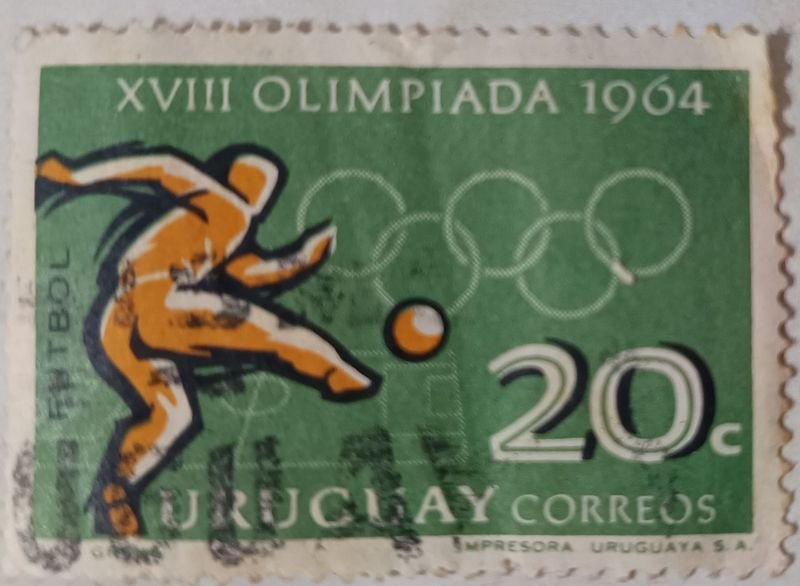 XVIII OLIMPIADA 1964
FUTBOL
20c
URUGUAY CORREOS
IMPRESORA URUGUAYA S.A.